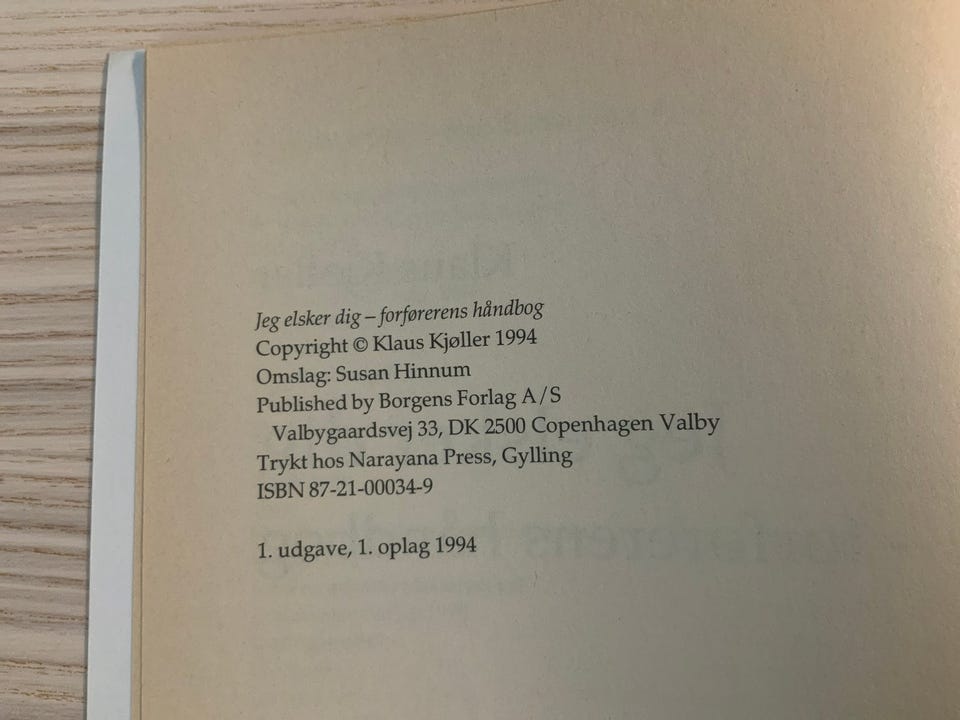 Jeg elsker dig – forførerens håndbog
Copyright © Klaus Kjøller 1994
Omslag: Susan Hinnum
Published by Borgens Forlag A/S
Valbygaardsvej 33, DK 2500 Copenhagen Valby
Trykt hos Narayana Press, Gylling
ISBN 87-21-00034-9
1. udgave, 1. oplag 1994